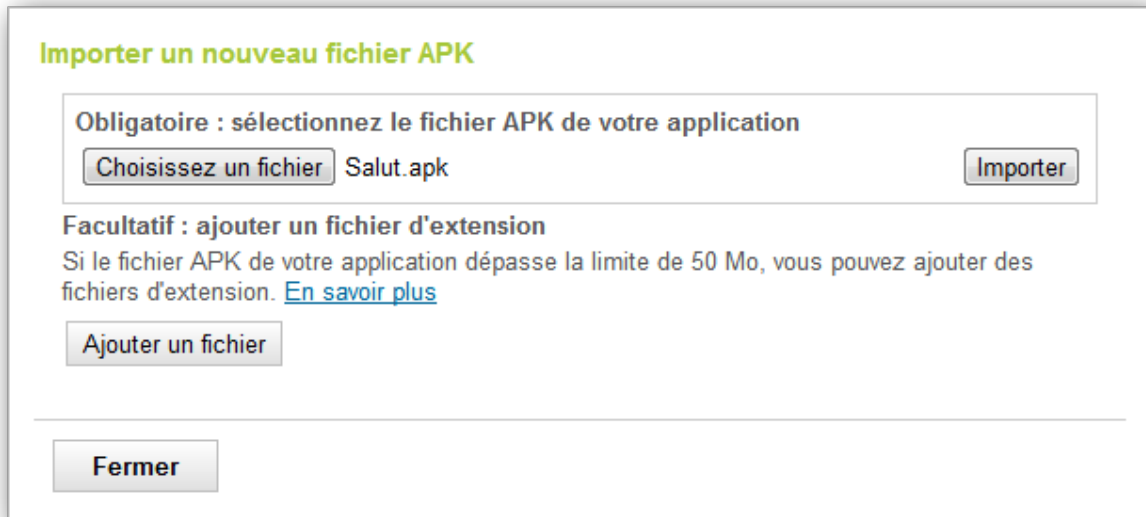 Importer un nouveau fichier APK
Obligatoire : sélectionnez le fichier APK de votre application
Choisissez un fichier Salut.apk Importer
Facultatif : ajouter un fichier d'extension
Si le fichier APK de votre application dépasse la limite de 50 Mo, vous pouvez ajouter des
fichiers d'extension. En savoir plus
Ajouter un fichier
Fermer